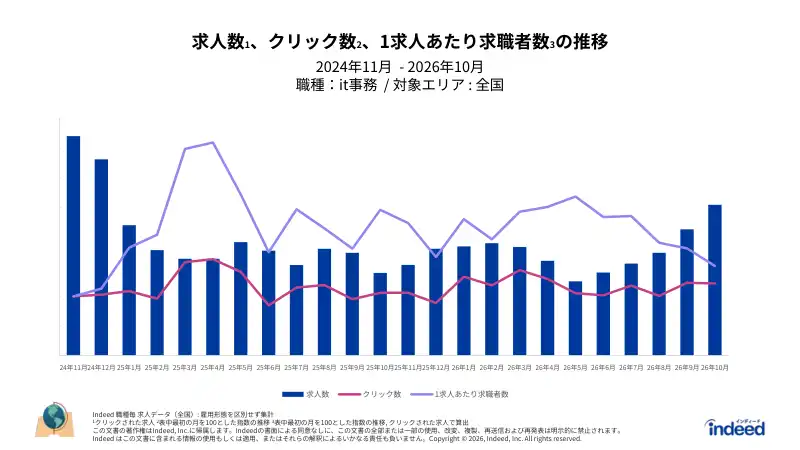 求人数1、クリック数2、1求人あたり求職者数3の推移
2024年11月 - 2026年10月
職種：it事務 / 対象エリア : 全国
24年11月 24年12月 25年1月 25年2月 25年3月 25年4月 25年5月 25年6月 25年7月 25年8月 25年9月 25年10月 25年11月 25年12月 26年1月 26年2月 26年3月 26年4月 26年5月 26年6月 26年7月 26年8月 26年9月 26年10月
求人数 クリック数 1求人あたり求職者数
Indeed 職種毎 求人データ（全国）: 雇用形態を区別せず集計
¹クリックされた求人 ²表中最初の月を100とした指数の推移 ³表中最初の月を100とした指数の推移, クリックされた求人で算出
この文書の著作権はIndeed, Inc.に帰属します。Indeedの書面による同意なしに、この文書の全部または一部の使用、改変、複製、再送信および再発表は明示的に禁止されます。
Indeed はこの文書に含まれる情報の使用もしくは適用、またはそれらの解釈によるいかなる責任も負いません。Copyright © 2026, Indeed, Inc. All rights reserved.
インディード
indeed